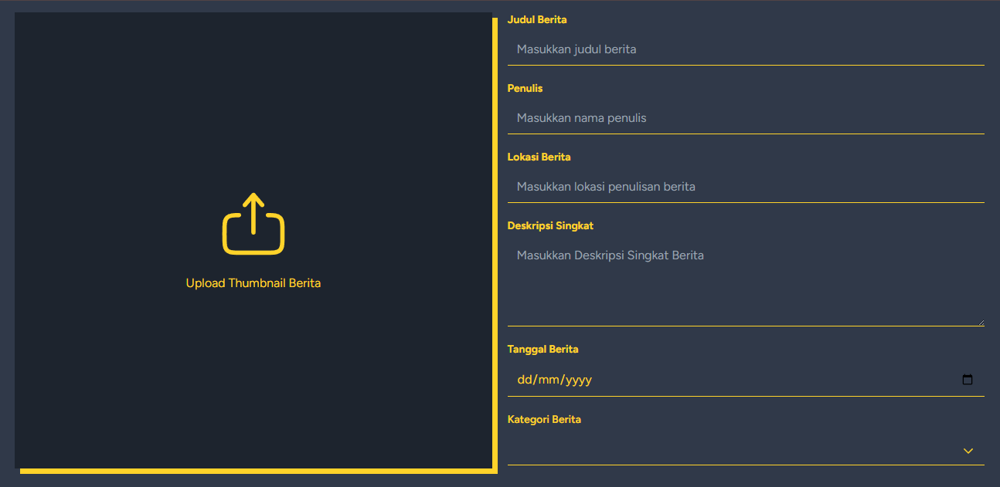 Upload Thumbnail Berita
Judul Berita
Masukkan judul berita
Penulis
Masukkan nama penulis
Lokasi Berita
Masukkan lokasi penulisan berita
Deskripsi Singkat
Masukkan Deskripsi Singkat Berita
Tanggal Berita
dd/mm/yyyy
Kategori Berita